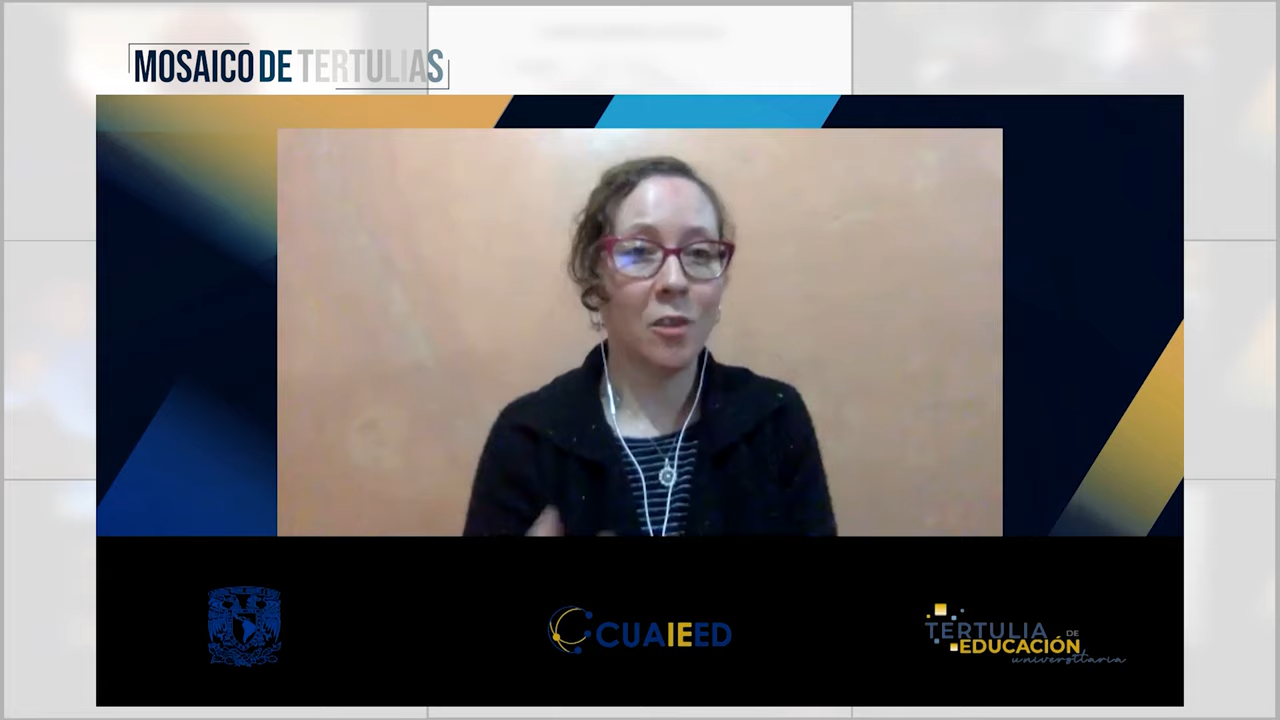 MOSAICO DE TERTULIAS
CUAIEED
TERTULIA DE
EDUCACIÓN
universitaria